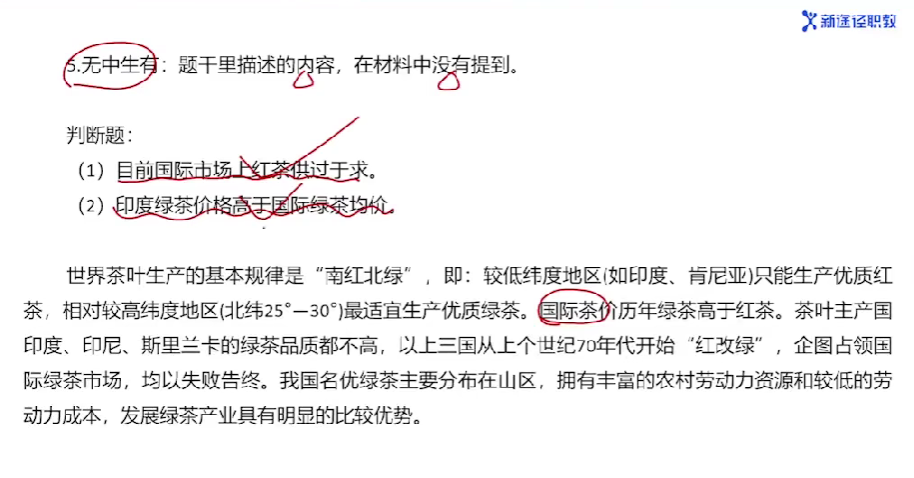 新途径职教
5.无中生有：题干里描述的内容，在材料中没有提到。
判断题：
（1）目前国际市场上红茶供过于求。
（2）印度绿茶价格高于国际绿茶均价。
世界茶叶生产的基本规律是“南红北绿”，即：较低纬度地区(如印度、肯尼亚)只能生产优质红
茶，相对较高纬度地区(北纬25°—30°)最适宜生产优质绿茶。国际茶价历年绿茶高于红茶。茶叶主产国
印度、印尼、斯里兰卡的绿茶品质都不高，以上三国从上个世纪70年代开始“红改绿”，企图占领国
际绿茶市场，均以失败告终。我国名优绿茶主要分布在山区，拥有丰富的农村劳动力资源和较低的劳
动力成本，发展绿茶产业具有明显的比较优势。